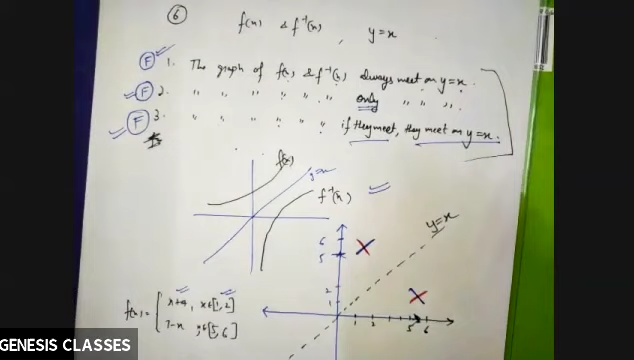 6
f(x) & f⁻¹(x) , y=x
F 1. The graph of f(x) & f⁻¹(x) always meet on y=x.
F 2. " " " " " " only " " "
F 3. " " " " " " if they meet, they meet on y=x.
f(x)
y=x
f⁻¹(x)
y=x
6
5
2
1
1 2 5 6
f(x) = { x+4, x∈[1,2]
7-x, x∈[5,6]
GENESIS CLASSES